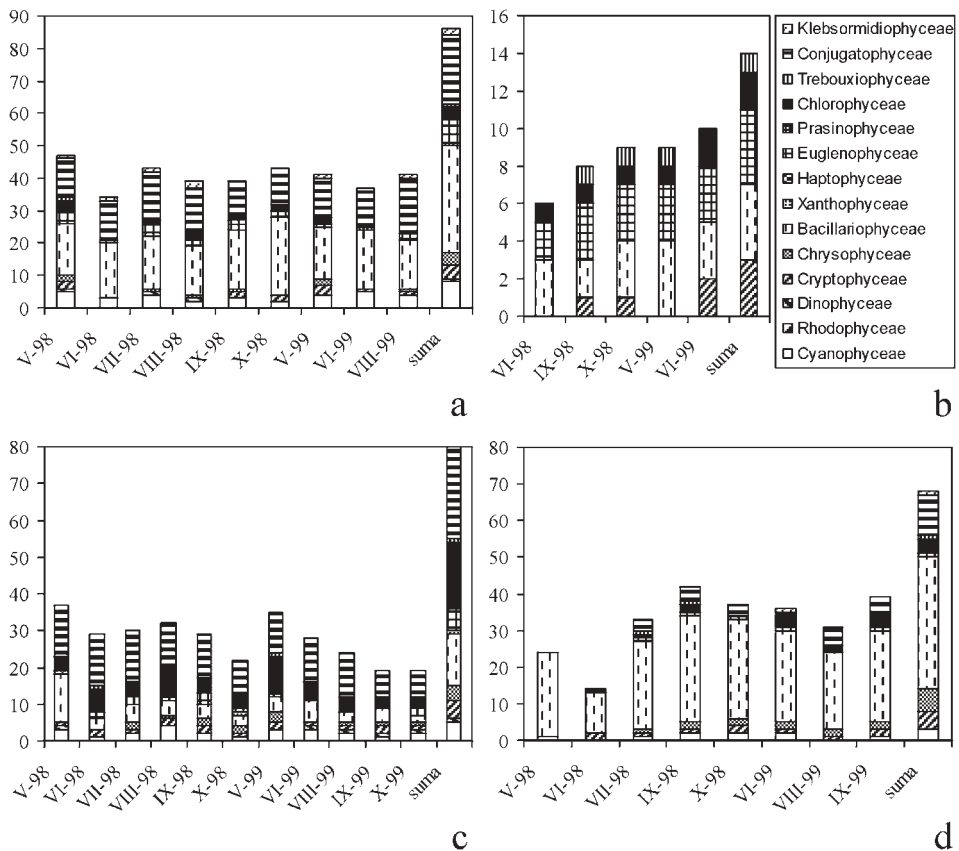 90
80
70
60
50
40
30
20
10
0
V-98
VI-98
VII-98
VIII-98
IX-98
X-98
V-99
VI-99
VIII-99
suma
a
16
14
12
10
8
6
4
2
0
VI-98
IX-98
X-98
V-99
VI-99
suma
b
Klebsormidiophyceae
Conjugatophyceae
Trebouxiophyceae
Chlorophyceae
Prasinophyceae
Euglenophyceae
Haptophyceae
Xanthophyceae
Bacillariophyceae
Chrysophyceae
Cryptophyceae
Dinophyceae
Rhodophyceae
Cyanophyceae
80
70
60
50
40
30
20
10
0
V-98
VI-98
VII-98
VIII-98
IX-98
X-98
V-99
VI-99
VIII-99
IX-99
X-99
suma
c
80
70
60
50
40
30
20
10
0
V-98
VI-98
VII-98
IX-98
X-98
VI-99
VIII-99
IX-99
suma
d